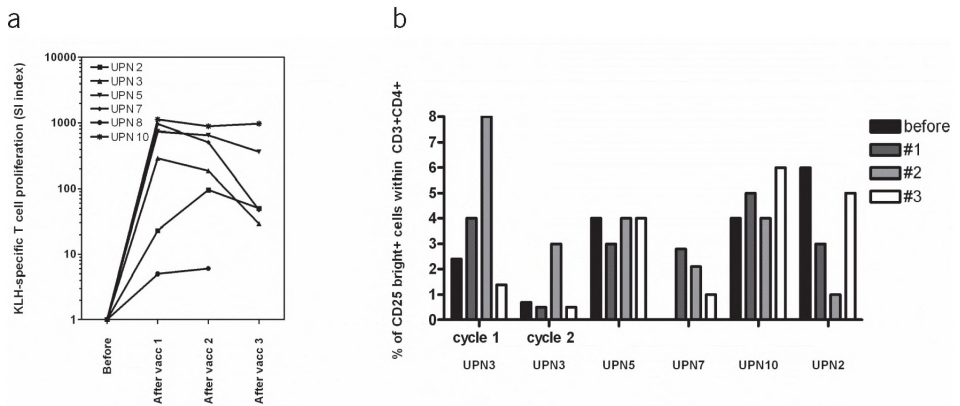 a
KLH-specific T cell proliferation (SI index)
10000
1000
100
10
1
UPN 2
UPN 3
UPN 5
UPN 7
UPN 8
UPN 10
Before
After vacc 1
After vacc 2
After vacc 3
b
% of CD25 bright+ cells within CD3+CD4+
8
7
6
5
4
3
2
1
0
cycle 1
cycle 2
UPN3
UPN3
UPN5
UPN7
UPN10
UPN2
before
#1
#2
#3